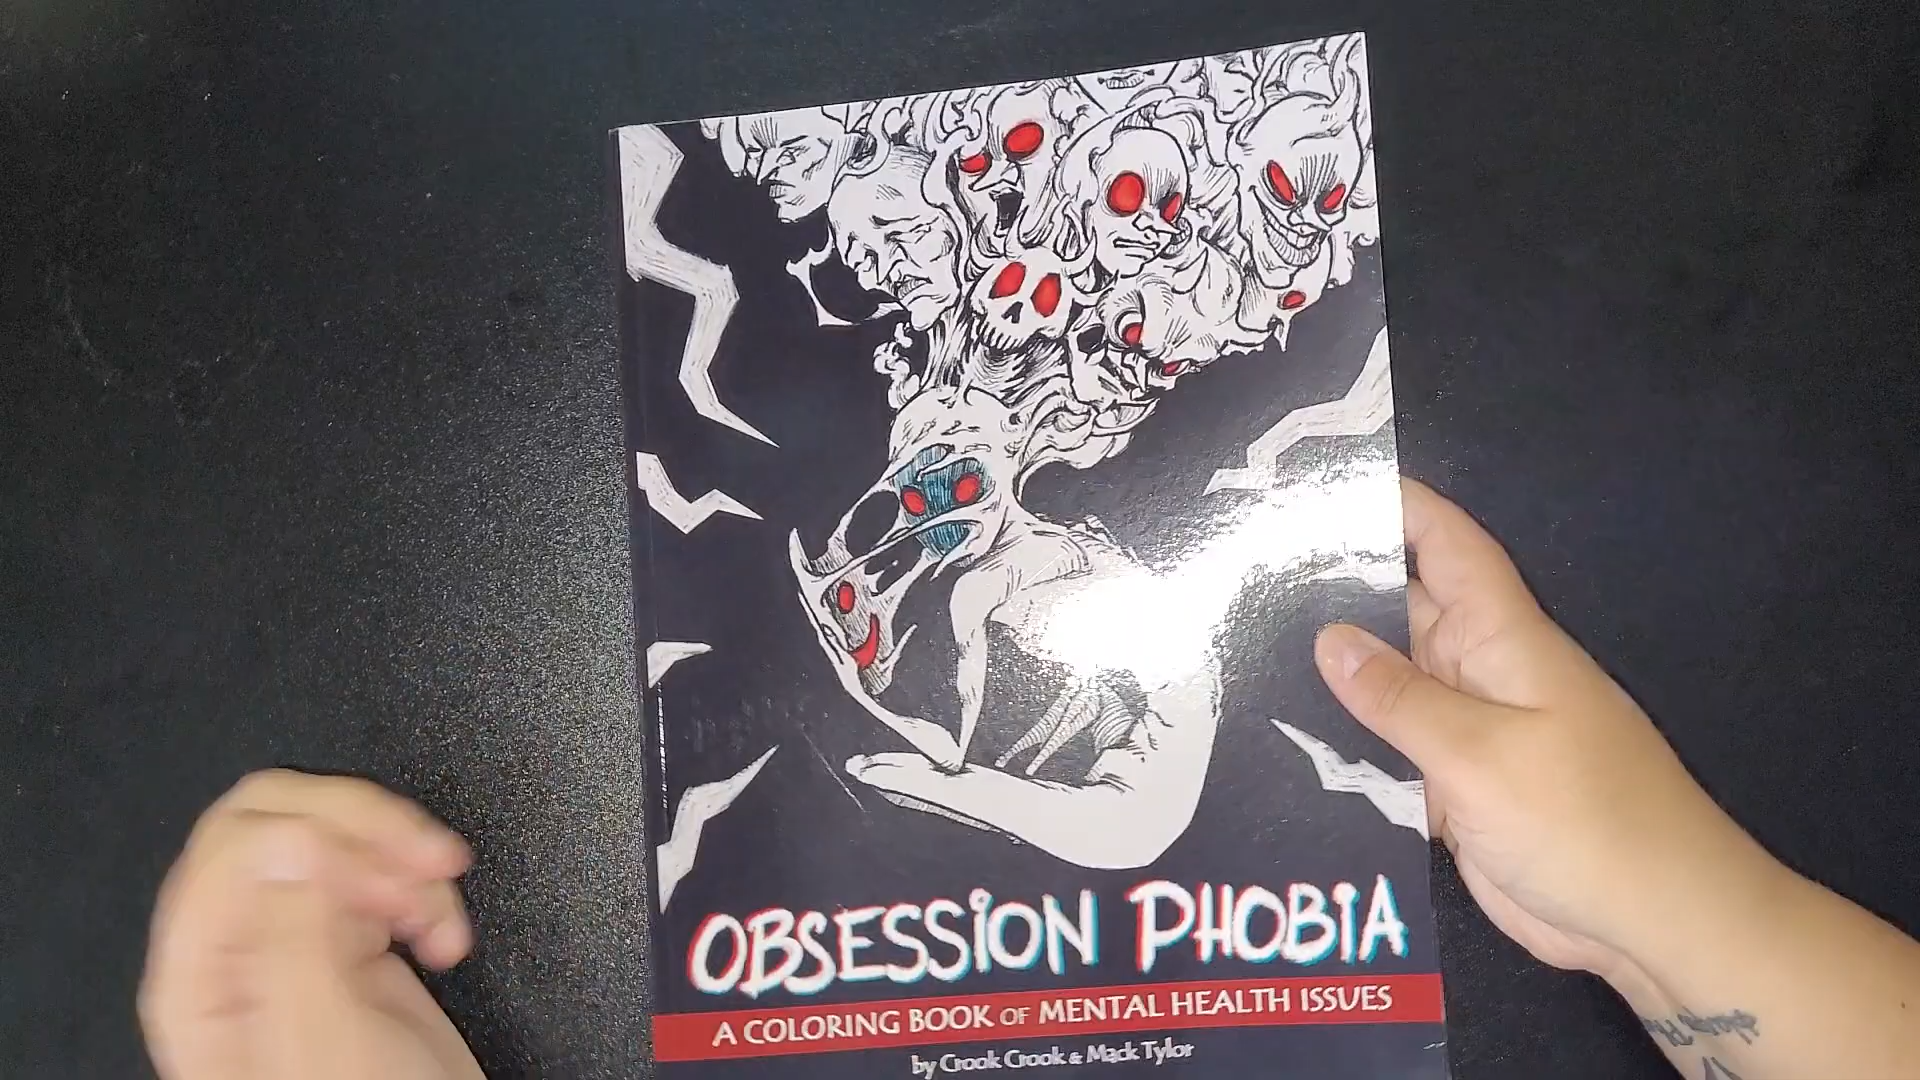 OBSESSION PHOBIA
A COLORING BOOK OF MENTAL HEALTH ISSUES
by Crook Crook & Mack Tylor